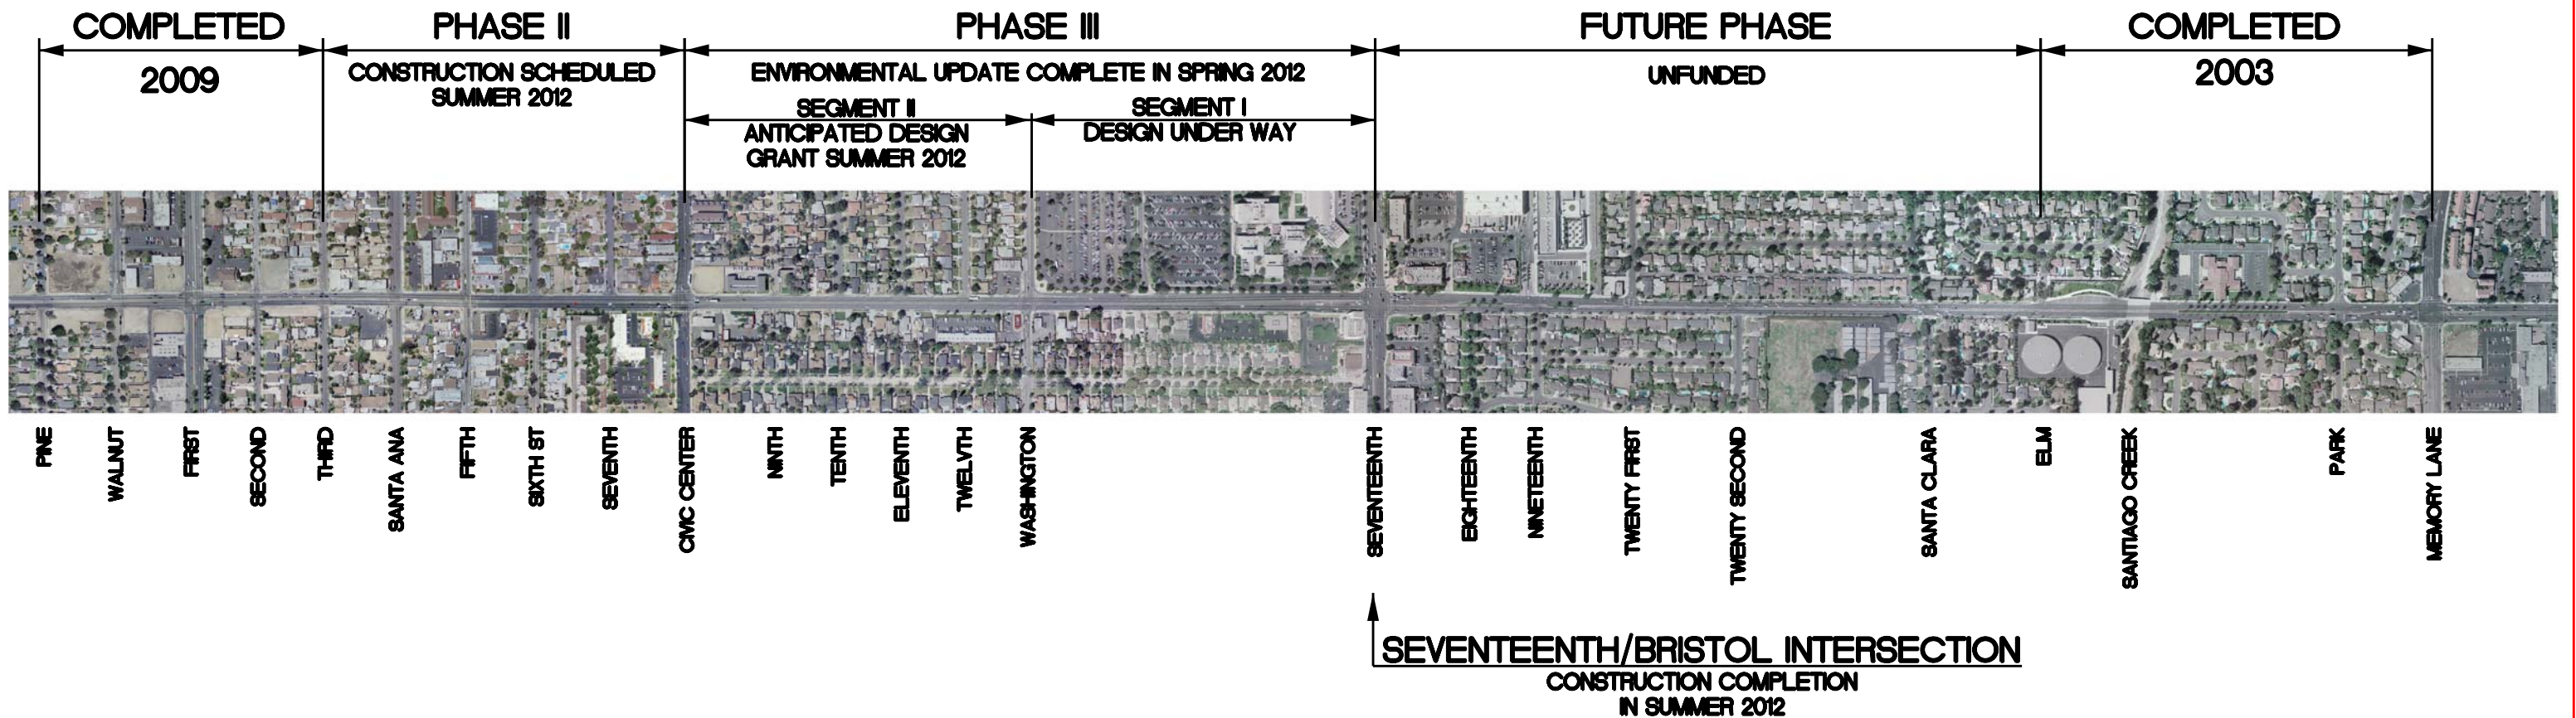 COMPLETED
2009
PHASE II
CONSTRUCTION SCHEDULED
SUMMER 2012
PHASE III
ENVIRONMENTAL UPDATE COMPLETE IN SPRING 2012
SEGMENT II
ANTICIPATED DESIGN
GRANT SUMMER 2012
SEGMENT I
DESIGN UNDER WAY
FUTURE PHASE
UNFUNDED
COMPLETED
2003
PINE
WALNUT
FIRST
SECOND
THIRD
SANTA ANA
FIFTH
SIXTH ST
SEVENTH
CIVIC CENTER
NINTH
TENTH
ELEVENTH
TWELVTH
WASHINGTON
SEVENTEENTH
EIGHTEENTH
NINETEENTH
TWENTY FIRST
TWENTY SECOND
SANTA CLARA
ELM
SANTIAGO CREEK
PARK
MEMORY LANE
SEVENTEENTH/BRISTOL INTERSECTION
CONSTRUCTION COMPLETION
IN SUMMER 2012